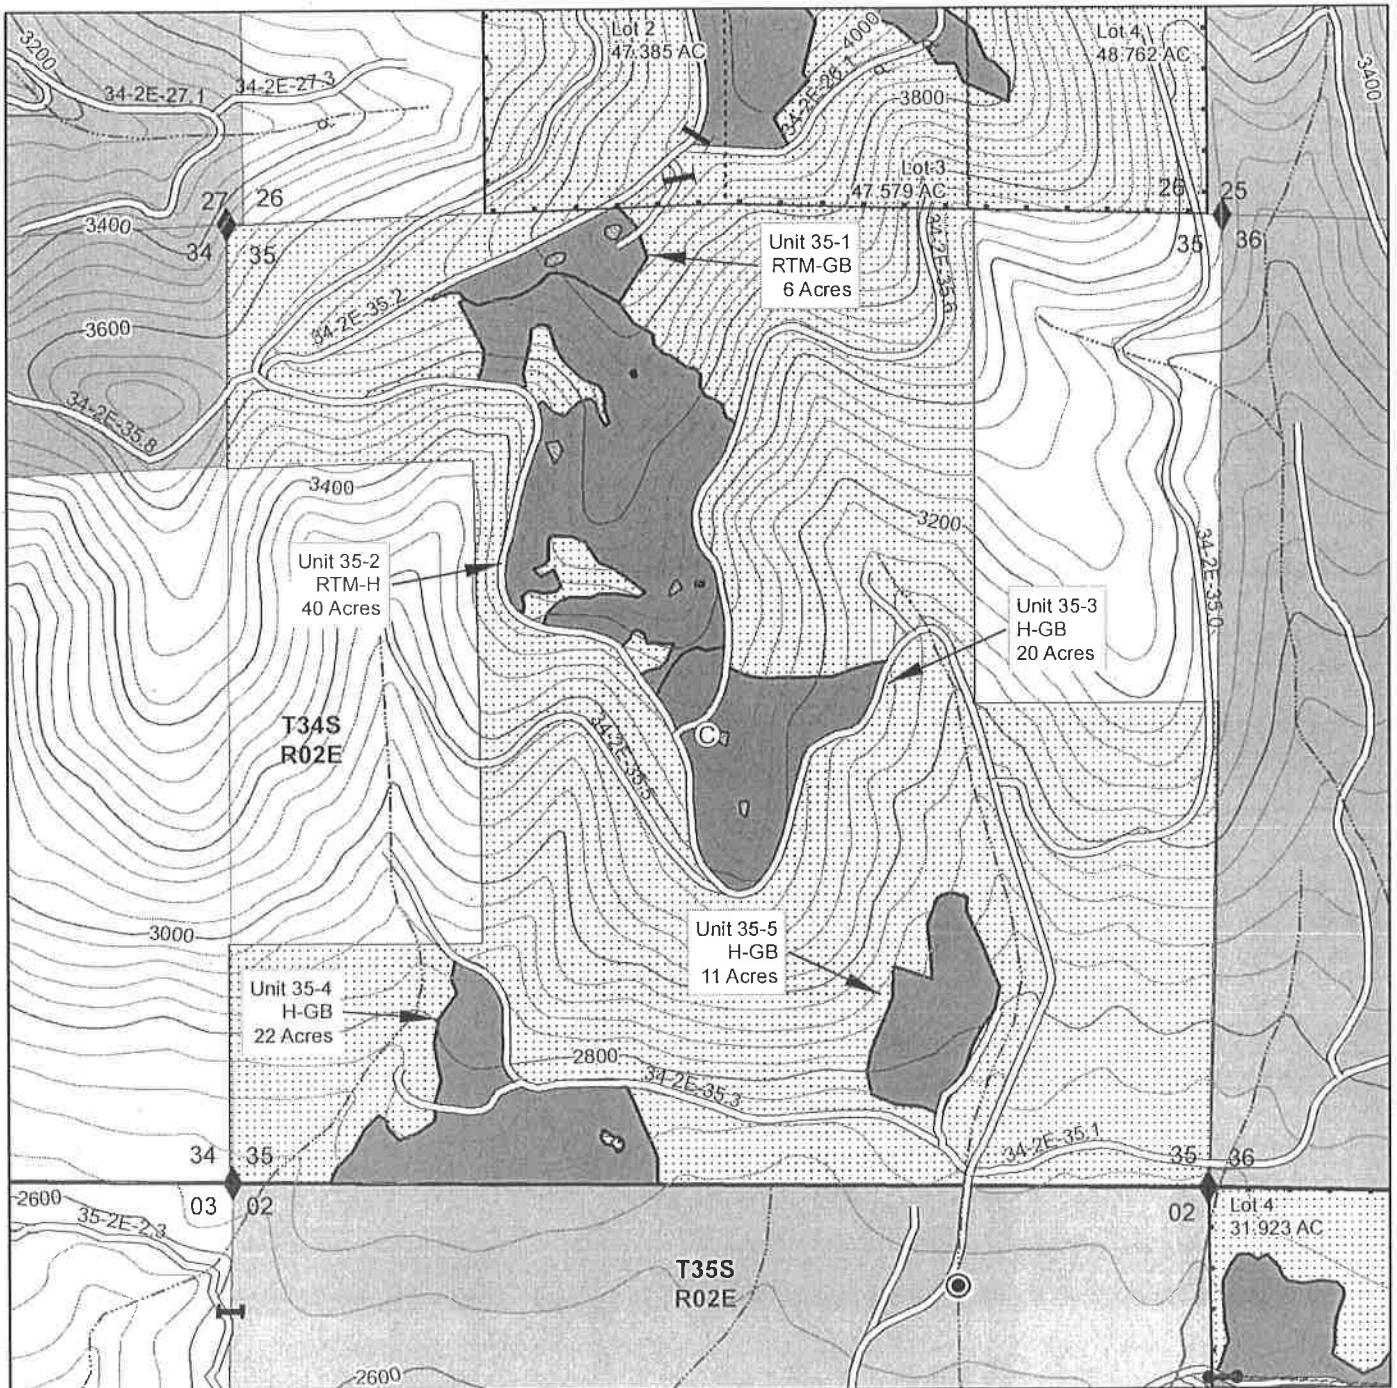 3200
34-2E-27.1
34-2E-27.3
Lot 2
47.385 AC
4000
34-2E-26.1
3800
Lot 4
48.762 AC
3400
Lot-3
47.579 AC
27
26
26
25
34
35
35
36
3400
3600
34-2E-35.2
Unit 35-1
RTM-GB
6 Acres
34-2E-35.6
34-2E-35.8
3400
3200
34-2E-35.0
Unit 35-2
RTM-H
40 Acres
Unit 35-3
H-GB
20 Acres
T34S
R02E
34-2E-35.5
C
3000
Unit 35-5
H-GB
11 Acres
Unit 35-4
H-GB
22 Acres
2800
34-2E-35.3
34-2E-35.1
34
35
35
36
03
02
02
2600
35-2E-2.3
Lot 4
31.923 AC
T35S
R02E
2600